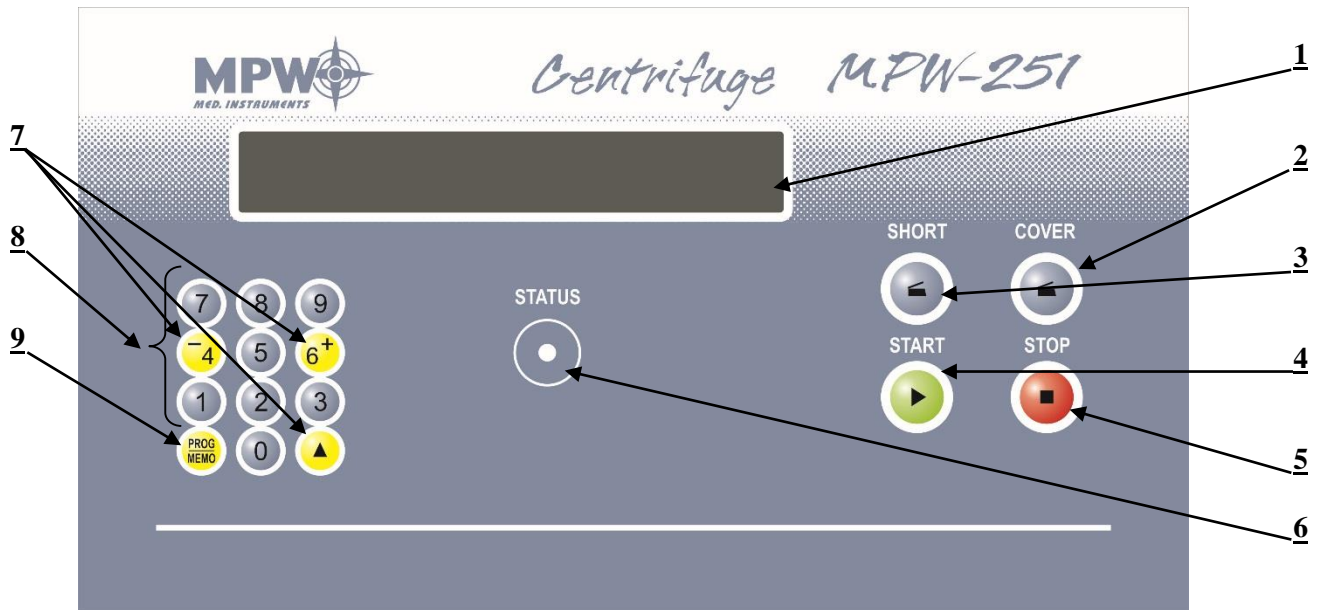 MPW
MED. INSTRUMENTS
Centrifuge MPW-251
1
7
2
8
SHORT COVER
3
7 8 9
STATUS
9
-4 5 6+
START STOP
4
1 2 3
PROG
MEMO
0 ▲
5
6